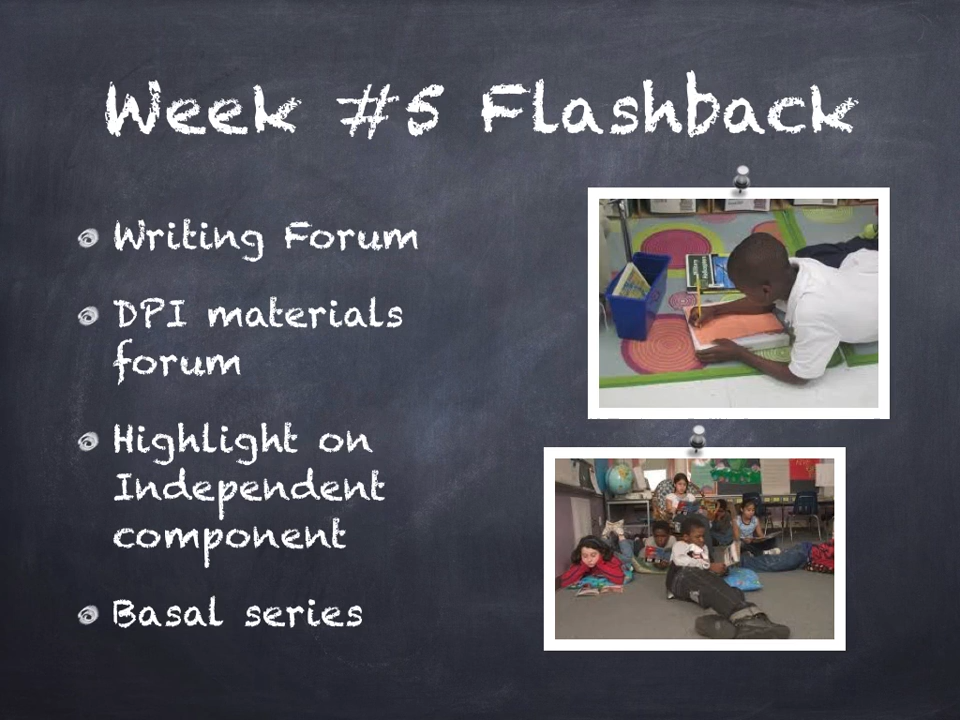 Week #5 Flashback
Writing Forum
DPI materials
forum
Highlight on
Independent
component
Basal series